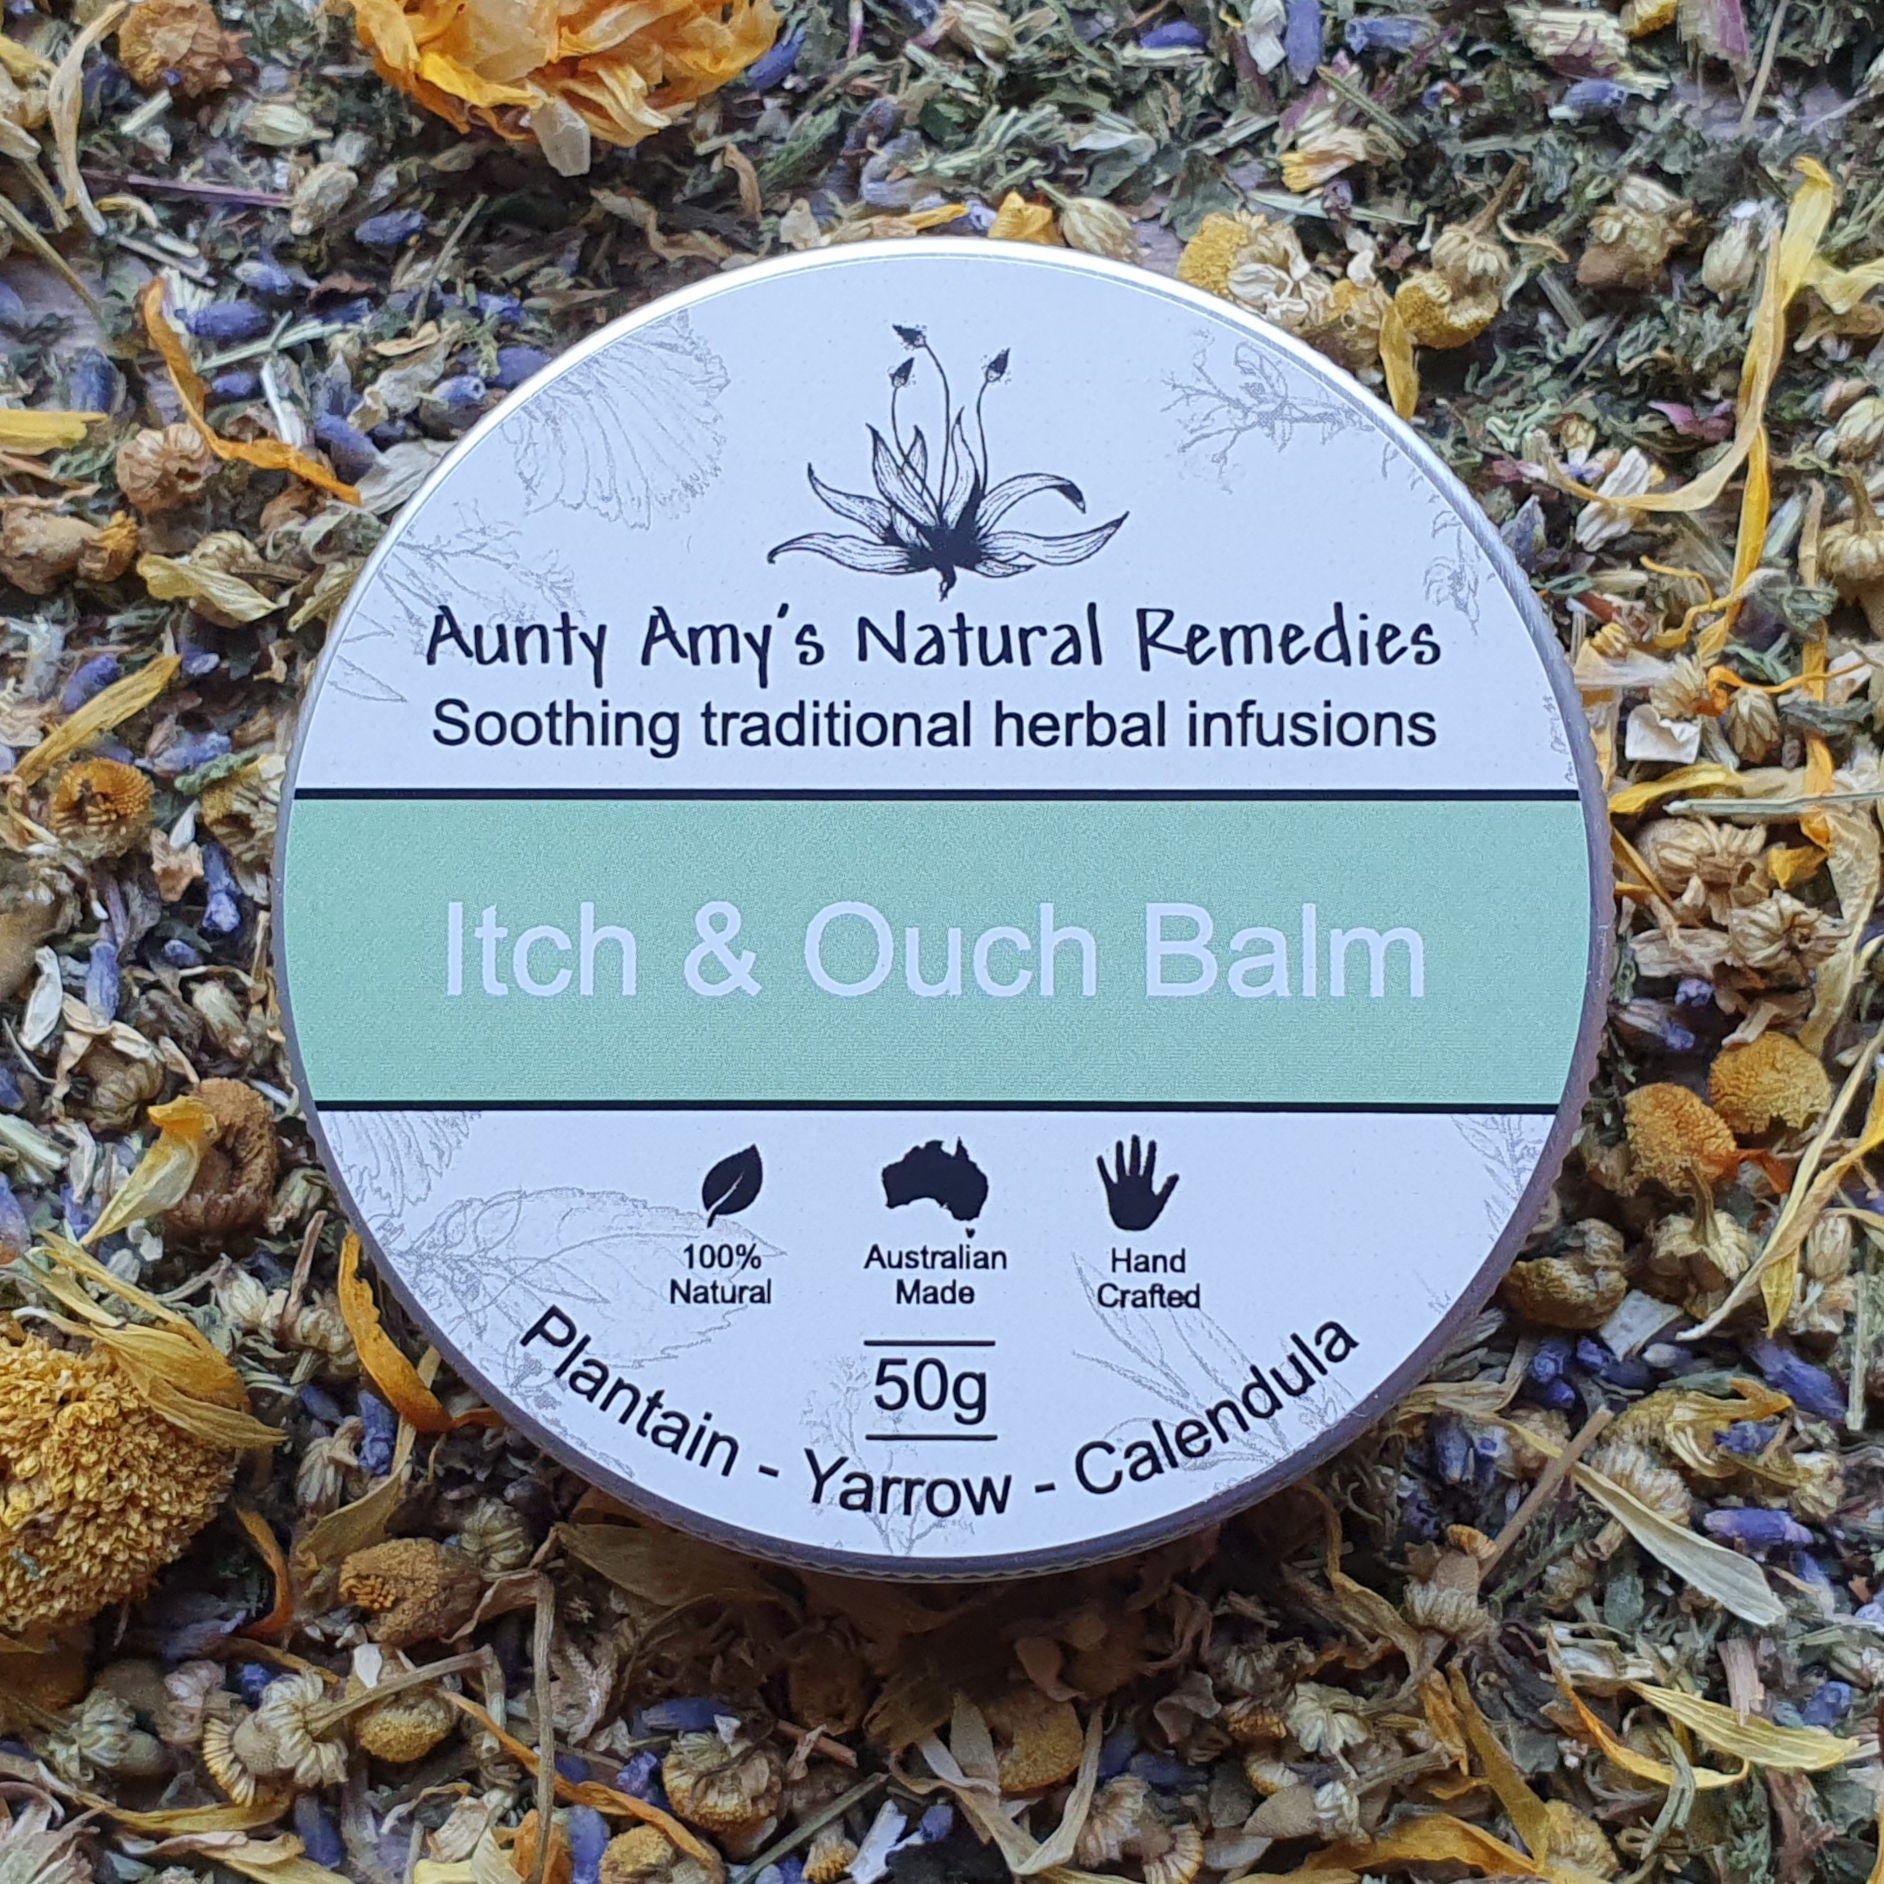 Aunty Amy's Natural Remedies
Soothing traditional herbal infusions
Itch & Ouch Balm
100%
Natural
Australian
Made
Hand
Crafted
50g
Plantain - Yarrow - Calendula